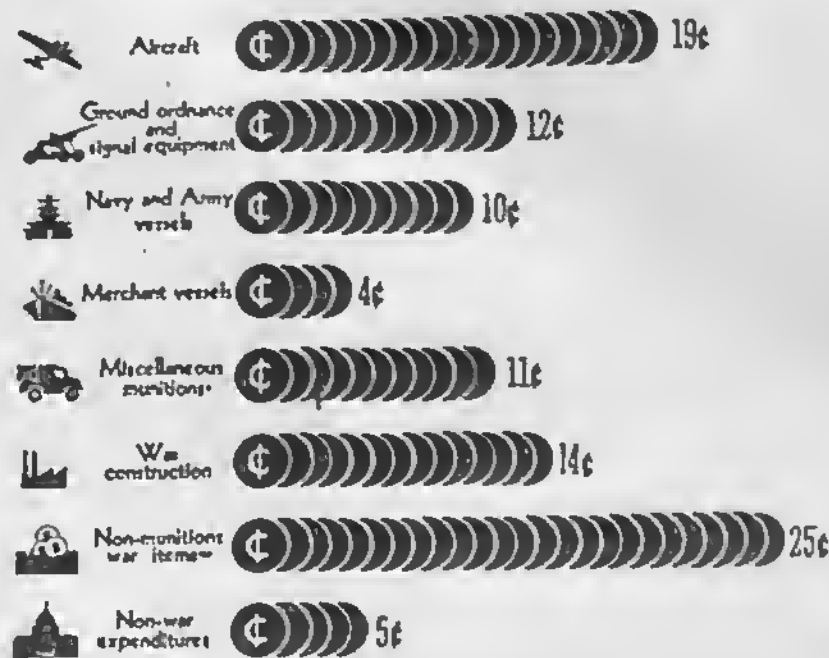 Aircraft ¢ 19¢
Ground ordnance
and
signal equipment ¢ 12¢
Navy and Army
vessels ¢ 10¢
Merchant vessels ¢ 4¢
Miscellaneous
munitions* ¢ 11¢
War
construction ¢ 14¢
Non-munitions
war items** ¢ 25¢
Non-war
expenditures ¢ 5¢